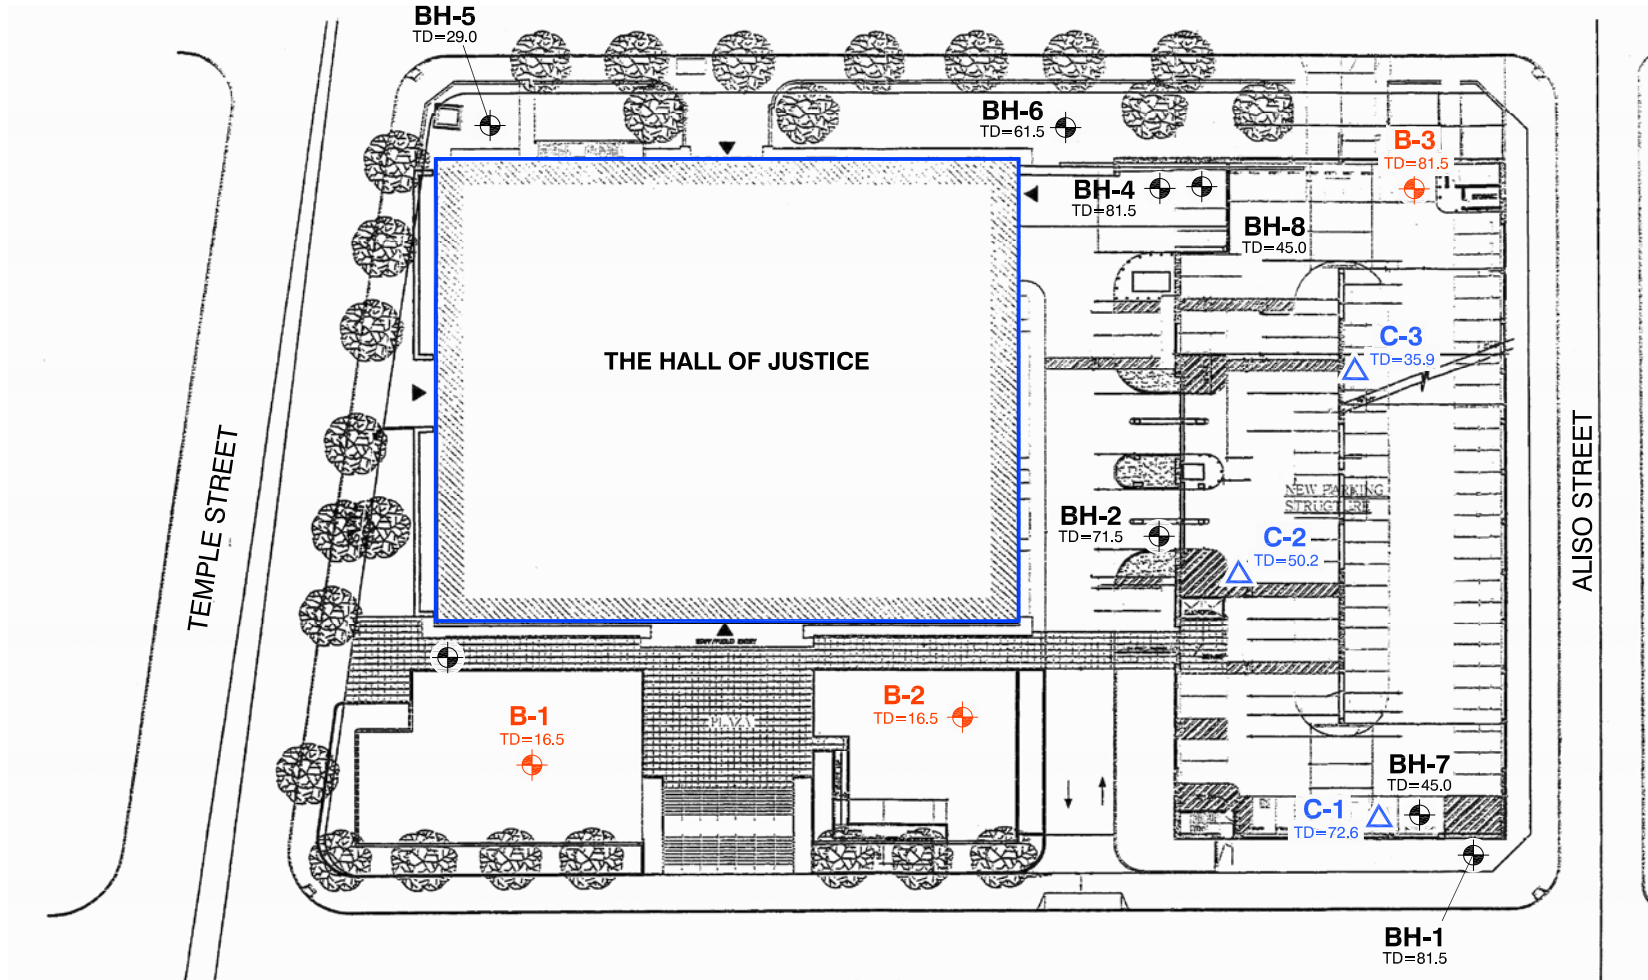 BH-5
TD=29.0
BH-6
TD=61.5
B-3
TD=81.5
BH-4
TD=81.5
BH-8
TD=45.0
C-3
TD=35.9
THE HALL OF JUSTICE
TEMPLE STREET
ALISO STREET
NEW PARKING
STRUCTURE
BH-2
TD=71.5
C-2
TD=50.2
B-1
TD=16.5
B-2
TD=16.5
PLAZA
BH-7
TD=45.0
C-1
TD=72.6
BH-1
TD=81.5